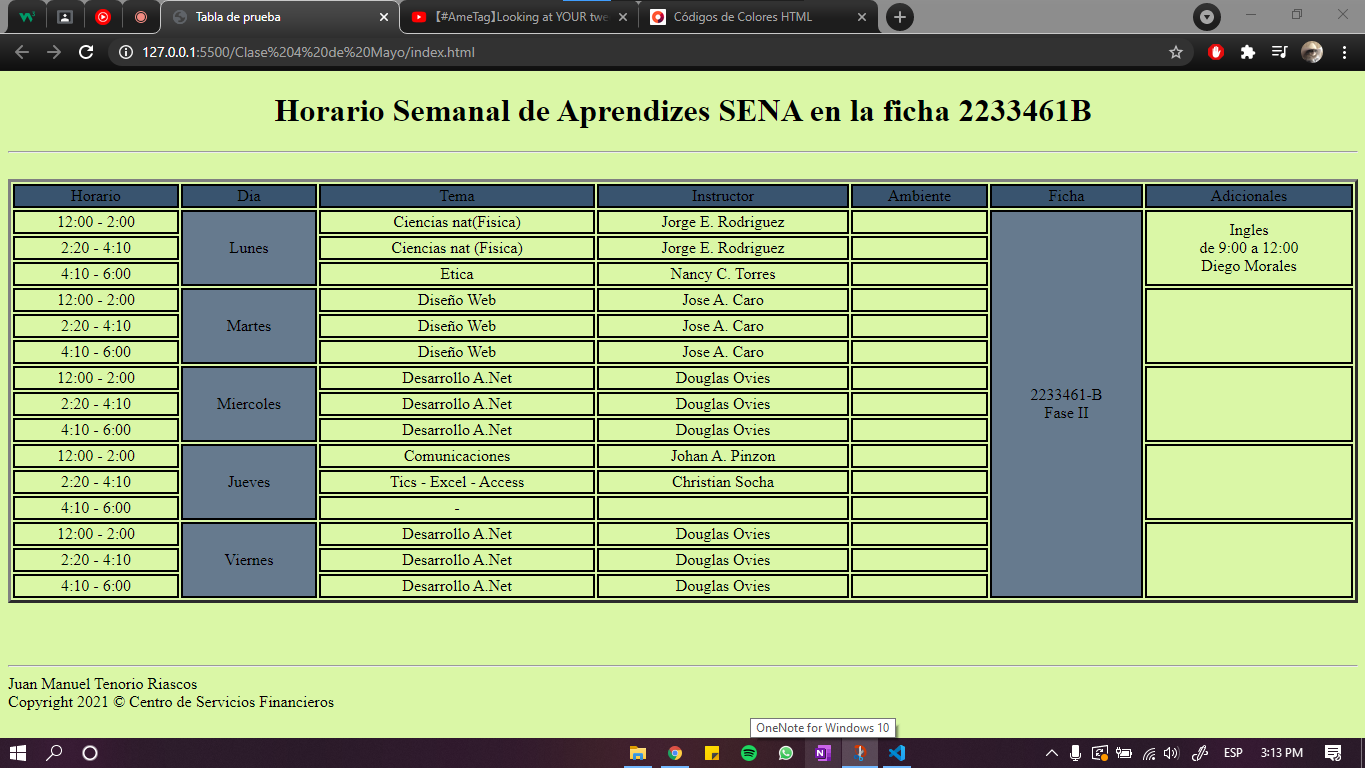 Tabla de prueba
【#AmeTag】Looking at YOUR twe
Códigos de Colores HTML
127.0.0.1:5500/Clase%204%20de%20Mayo/index.html
Horario Semanal de Aprendizes SENA en la ficha 2233461B
Horario Dia Tema Instructor Ambiente Ficha Adicionales
12:00 - 2:00 Lunes Ciencias nat(Fisica) Jorge E. Rodriguez
2:20 - 4:10 Ciencias nat (Fisica) Jorge E. Rodriguez
4:10 - 6:00 Etica Nancy C. Torres
Ingles
de 9:00 a 12:00
Diego Morales
12:00 - 2:00 Martes Diseño Web Jose A. Caro
2:20 - 4:10 Diseño Web Jose A. Caro
4:10 - 6:00 Diseño Web Jose A. Caro
12:00 - 2:00 Miercoles Desarrollo A.Net Douglas Ovies
2:20 - 4:10 Desarrollo A.Net Douglas Ovies
4:10 - 6:00 Desarrollo A.Net Douglas Ovies
2233461-B
Fase II
12:00 - 2:00 Jueves Comunicaciones Johan A. Pinzon
2:20 - 4:10 Tics - Excel - Access Christian Socha
4:10 - 6:00 -
12:00 - 2:00 Viernes Desarrollo A.Net Douglas Ovies
2:20 - 4:10 Desarrollo A.Net Douglas Ovies
4:10 - 6:00 Desarrollo A.Net Douglas Ovies
Juan Manuel Tenorio Riascos
Copyright 2021 © Centro de Servicios Financieros
OneNote for Windows 10
ESP 3:13 PM